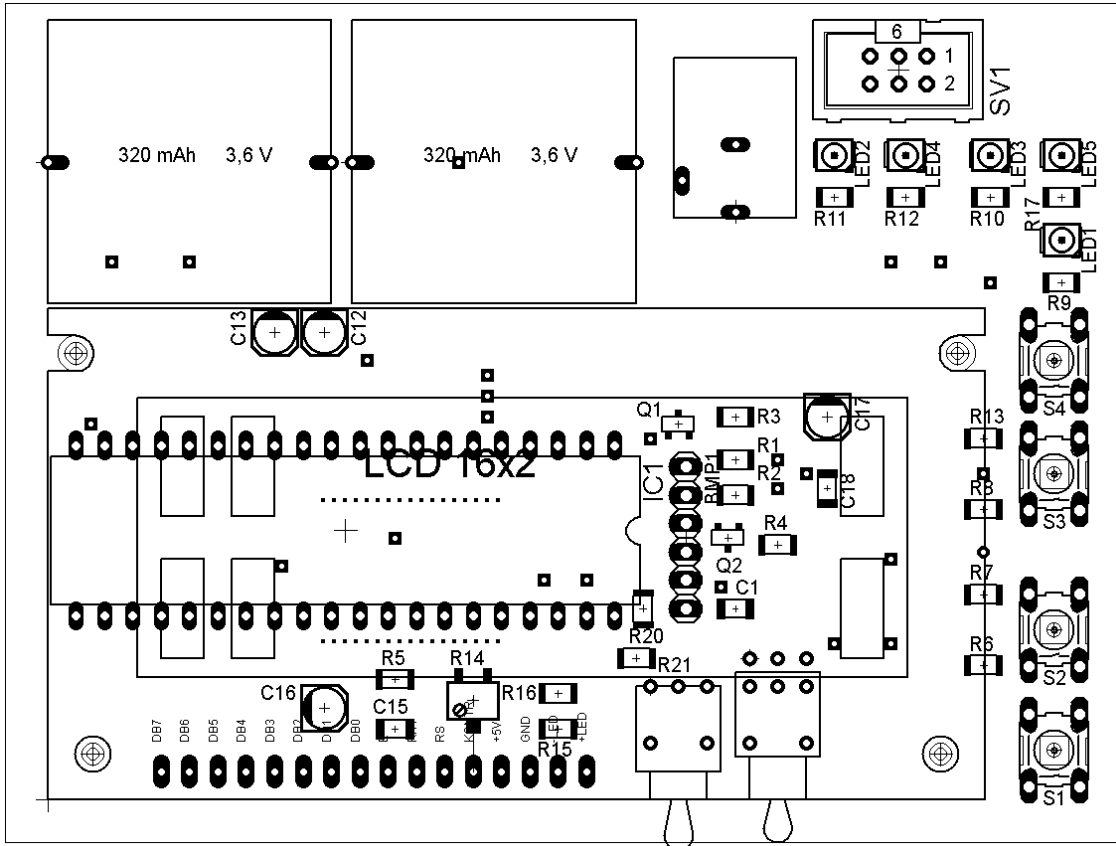 6
1
2
SV1
320 mAh 3,6 V
320 mAh 3,6 V
LED2
LED4
LED3
LED5
R11
R12
R10
R17
LED1
R9
C13
C12
S4
Q1
R3
C17
R13
LCD 16x2
IC1
BMP1
R1
R2
C18
R8
S3
R4
Q2
C1
R7
R20
R6
R5
R14
R21
S2
C16
C15
R16
R15
DB7
DB6
DB5
DB4
DB3
DB2
DB0
RS
+5V
GND
+LED
S1